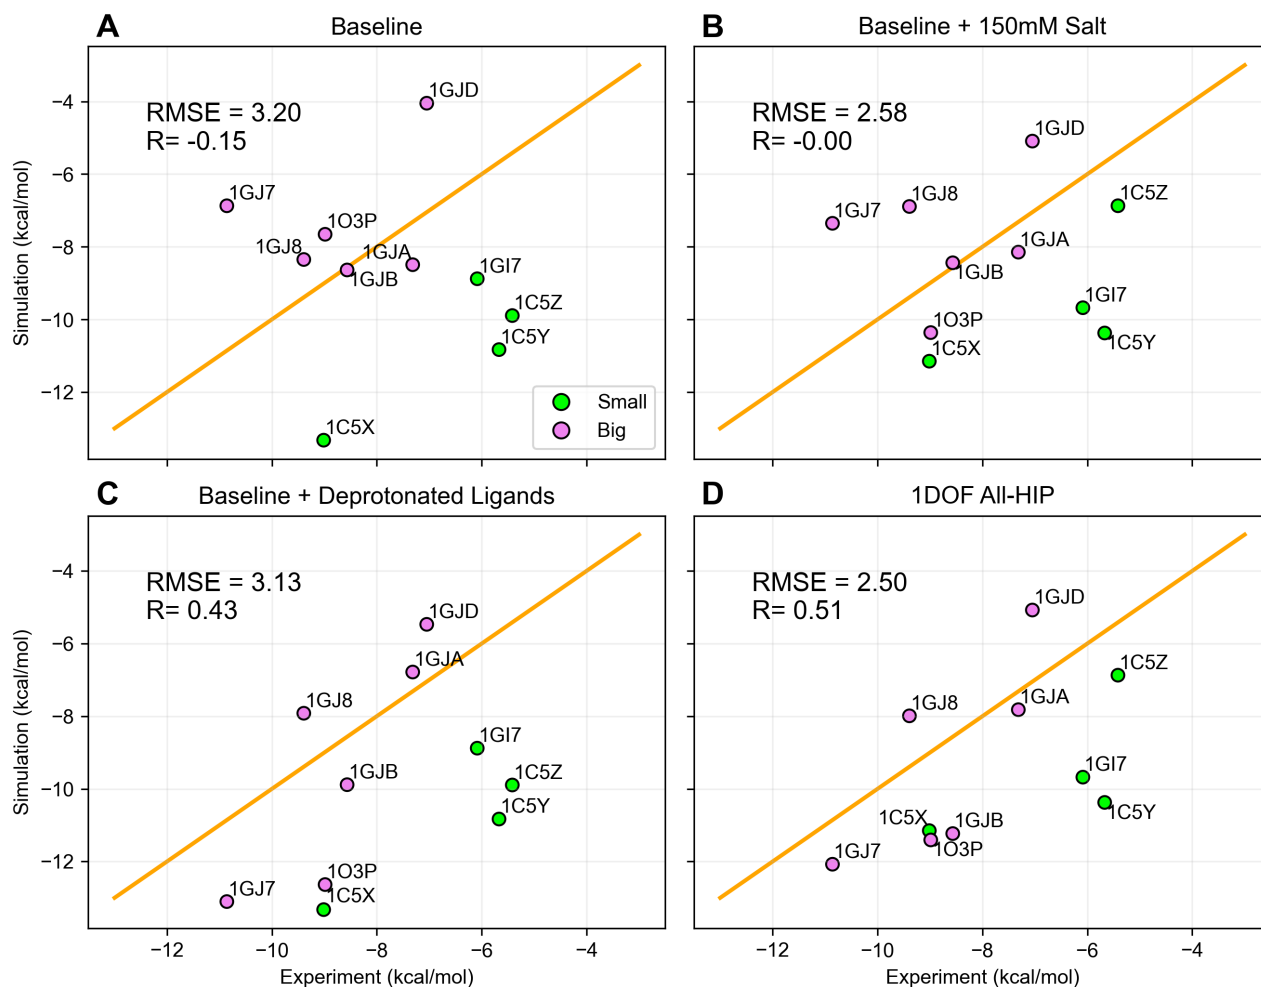 A
Baseline
RMSE = 3.20
R= -0.15
1GJD
1GJ7
1O3P
1GJ8
1GJA
1GJB
1GI7
1C5Z
1C5Y
1C5X
Small
Big
−4
−6
−8
−10
−12
Simulation (kcal/mol)
B
Baseline + 150mM Salt
RMSE = 2.58
R= -0.00
1GJD
1C5Z
1GJ8
1GJ7
1GJA
1GJB
1GI7
1O3P
1C5Y
1C5X
C
Baseline + Deprotonated Ligands
RMSE = 3.13
R= 0.43
1GJD
1GJA
1GJ8
1GI7
1GJB
1C5Z
1C5Y
1O3P
1GJ7
1C5X
−4
−6
−8
−10
−12
Simulation (kcal/mol)
−12 −10 −8 −6 −4
Experiment (kcal/mol)
D
1DOF All-HIP
RMSE = 2.50
R= 0.51
1GJD
1C5Z
1GJ8
1GJA
1GI7
1C5Y
1C5X
1GJB
1O3P
1GJ7
−12 −10 −8 −6 −4
Experiment (kcal/mol)